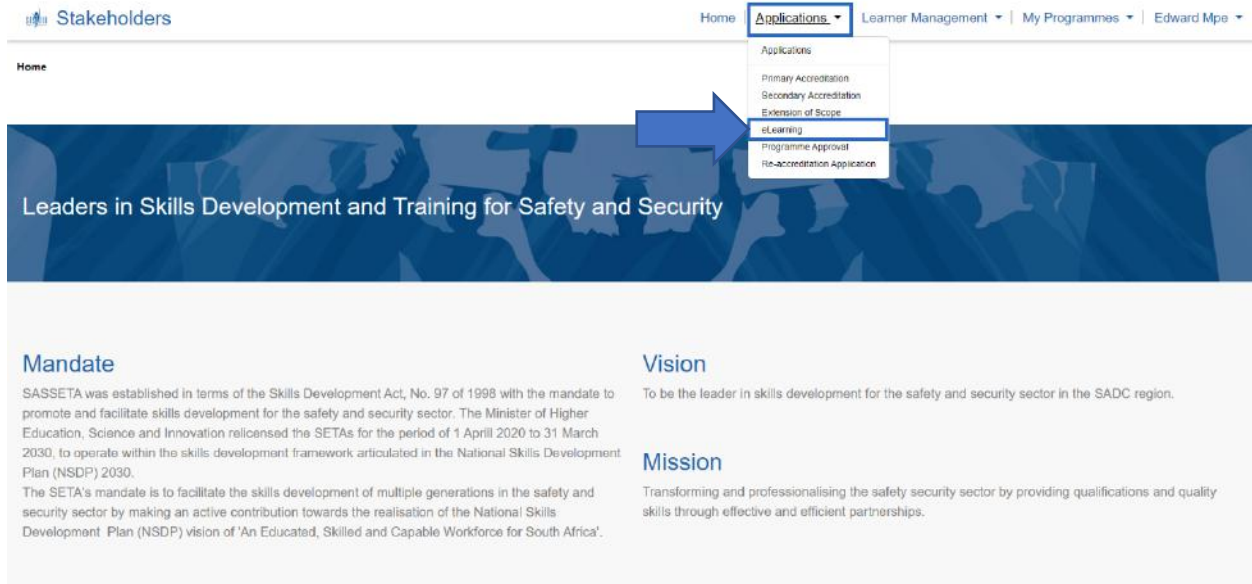 Stakeholders
Home | Applications | Learner Management | My Programmes | Edward Mpe
Applications
Home
Primary Accreditation
Secondary Accreditation
Extension of Scope
eLearning
Programme Approval
Re-accreditation Application
Leaders in Skills Development and Training for Safety and Security
Mandate
SASSETA was established in terms of the Skills Development Act, No. 97 of 1998 with the mandate to
promote and facilitate skills development for the safety and security sector. The Minister of Higher
Education, Science and Innovation relicensed the SETAs for the period of 1 Aprill 2020 to 31 March
2030, to operate within the skills development framework articulated in the National Skills Development
Plan (NSDP) 2030.
The SETA's mandate is to facilitate the skills development of multiple generations in the safety and
security sector by making an active contribution towards the realisation of the National Skills
Development Plan (NSDP) vision of 'An Educated, Skilled and Capable Workforce for South Africa'.
Vision
To be the leader in skills development for the safety and security sector in the SADC region.
Mission
Transforming and professionalising the safety security sector by providing qualifications and quality
skills through effective and efficient partnerships.